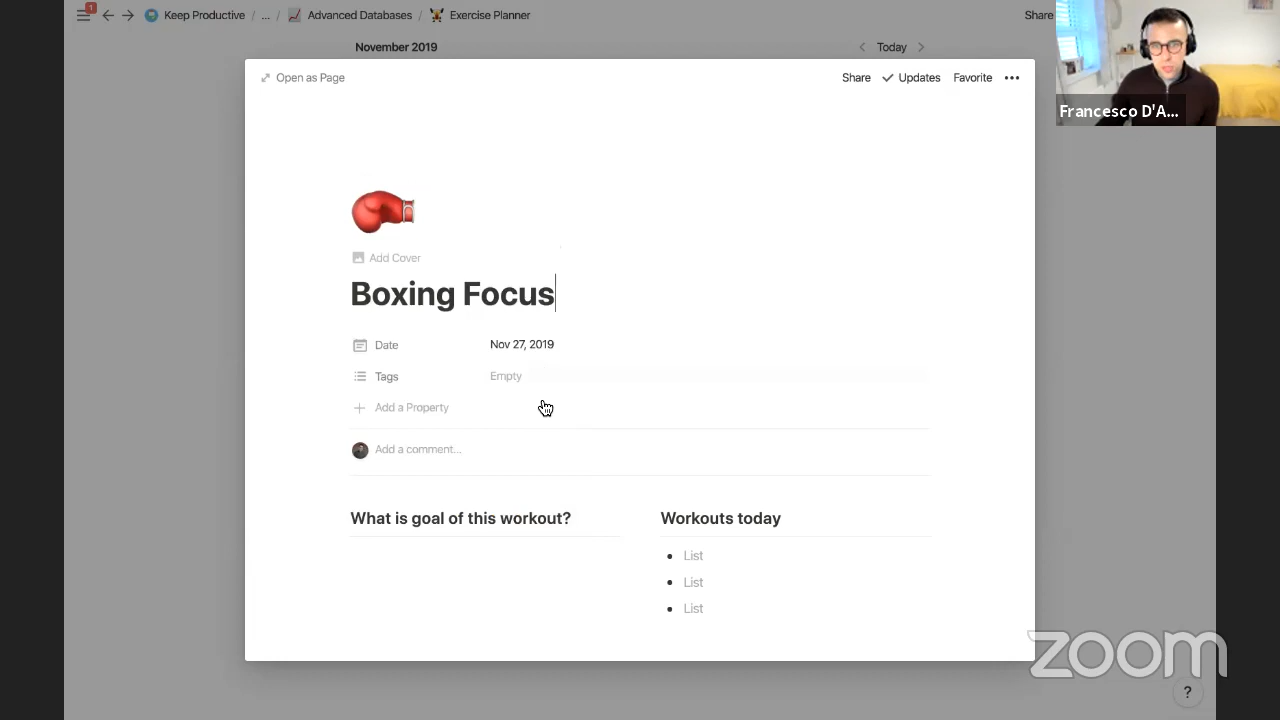 1
Keep Productive / ... / Advanced Databases / Exercise Planner
Share
November 2019
Today
Open as Page
Share Updates Favorite
Francesco D'A...
Add Cover
Boxing Focus
Date Nov 27, 2019
Tags Empty
Add a Property
Add a comment...
What is goal of this workout?
Workouts today
List
List
List
zoom
?